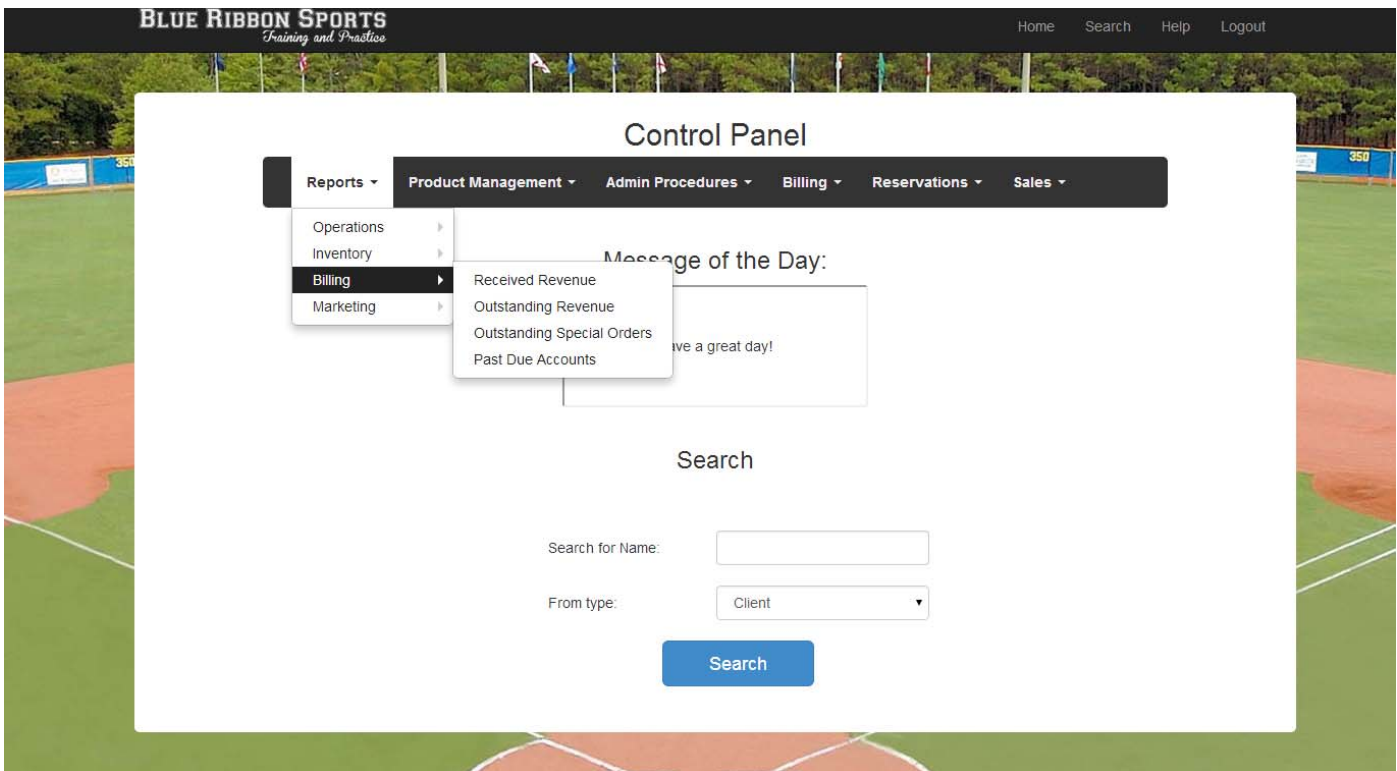 BLUE RIBBON SPORTS
Training and Practice
Home Search Help Logout
Control Panel
350
350
Reports Product Management Admin Procedures Billing Reservations Sales
Operations
Inventory
Billing
Marketing
Received Revenue
Outstanding Revenue
Outstanding Special Orders
Past Due Accounts
Message of the Day:
ave a great day!
Search
Search for Name:
From type: Client
Search